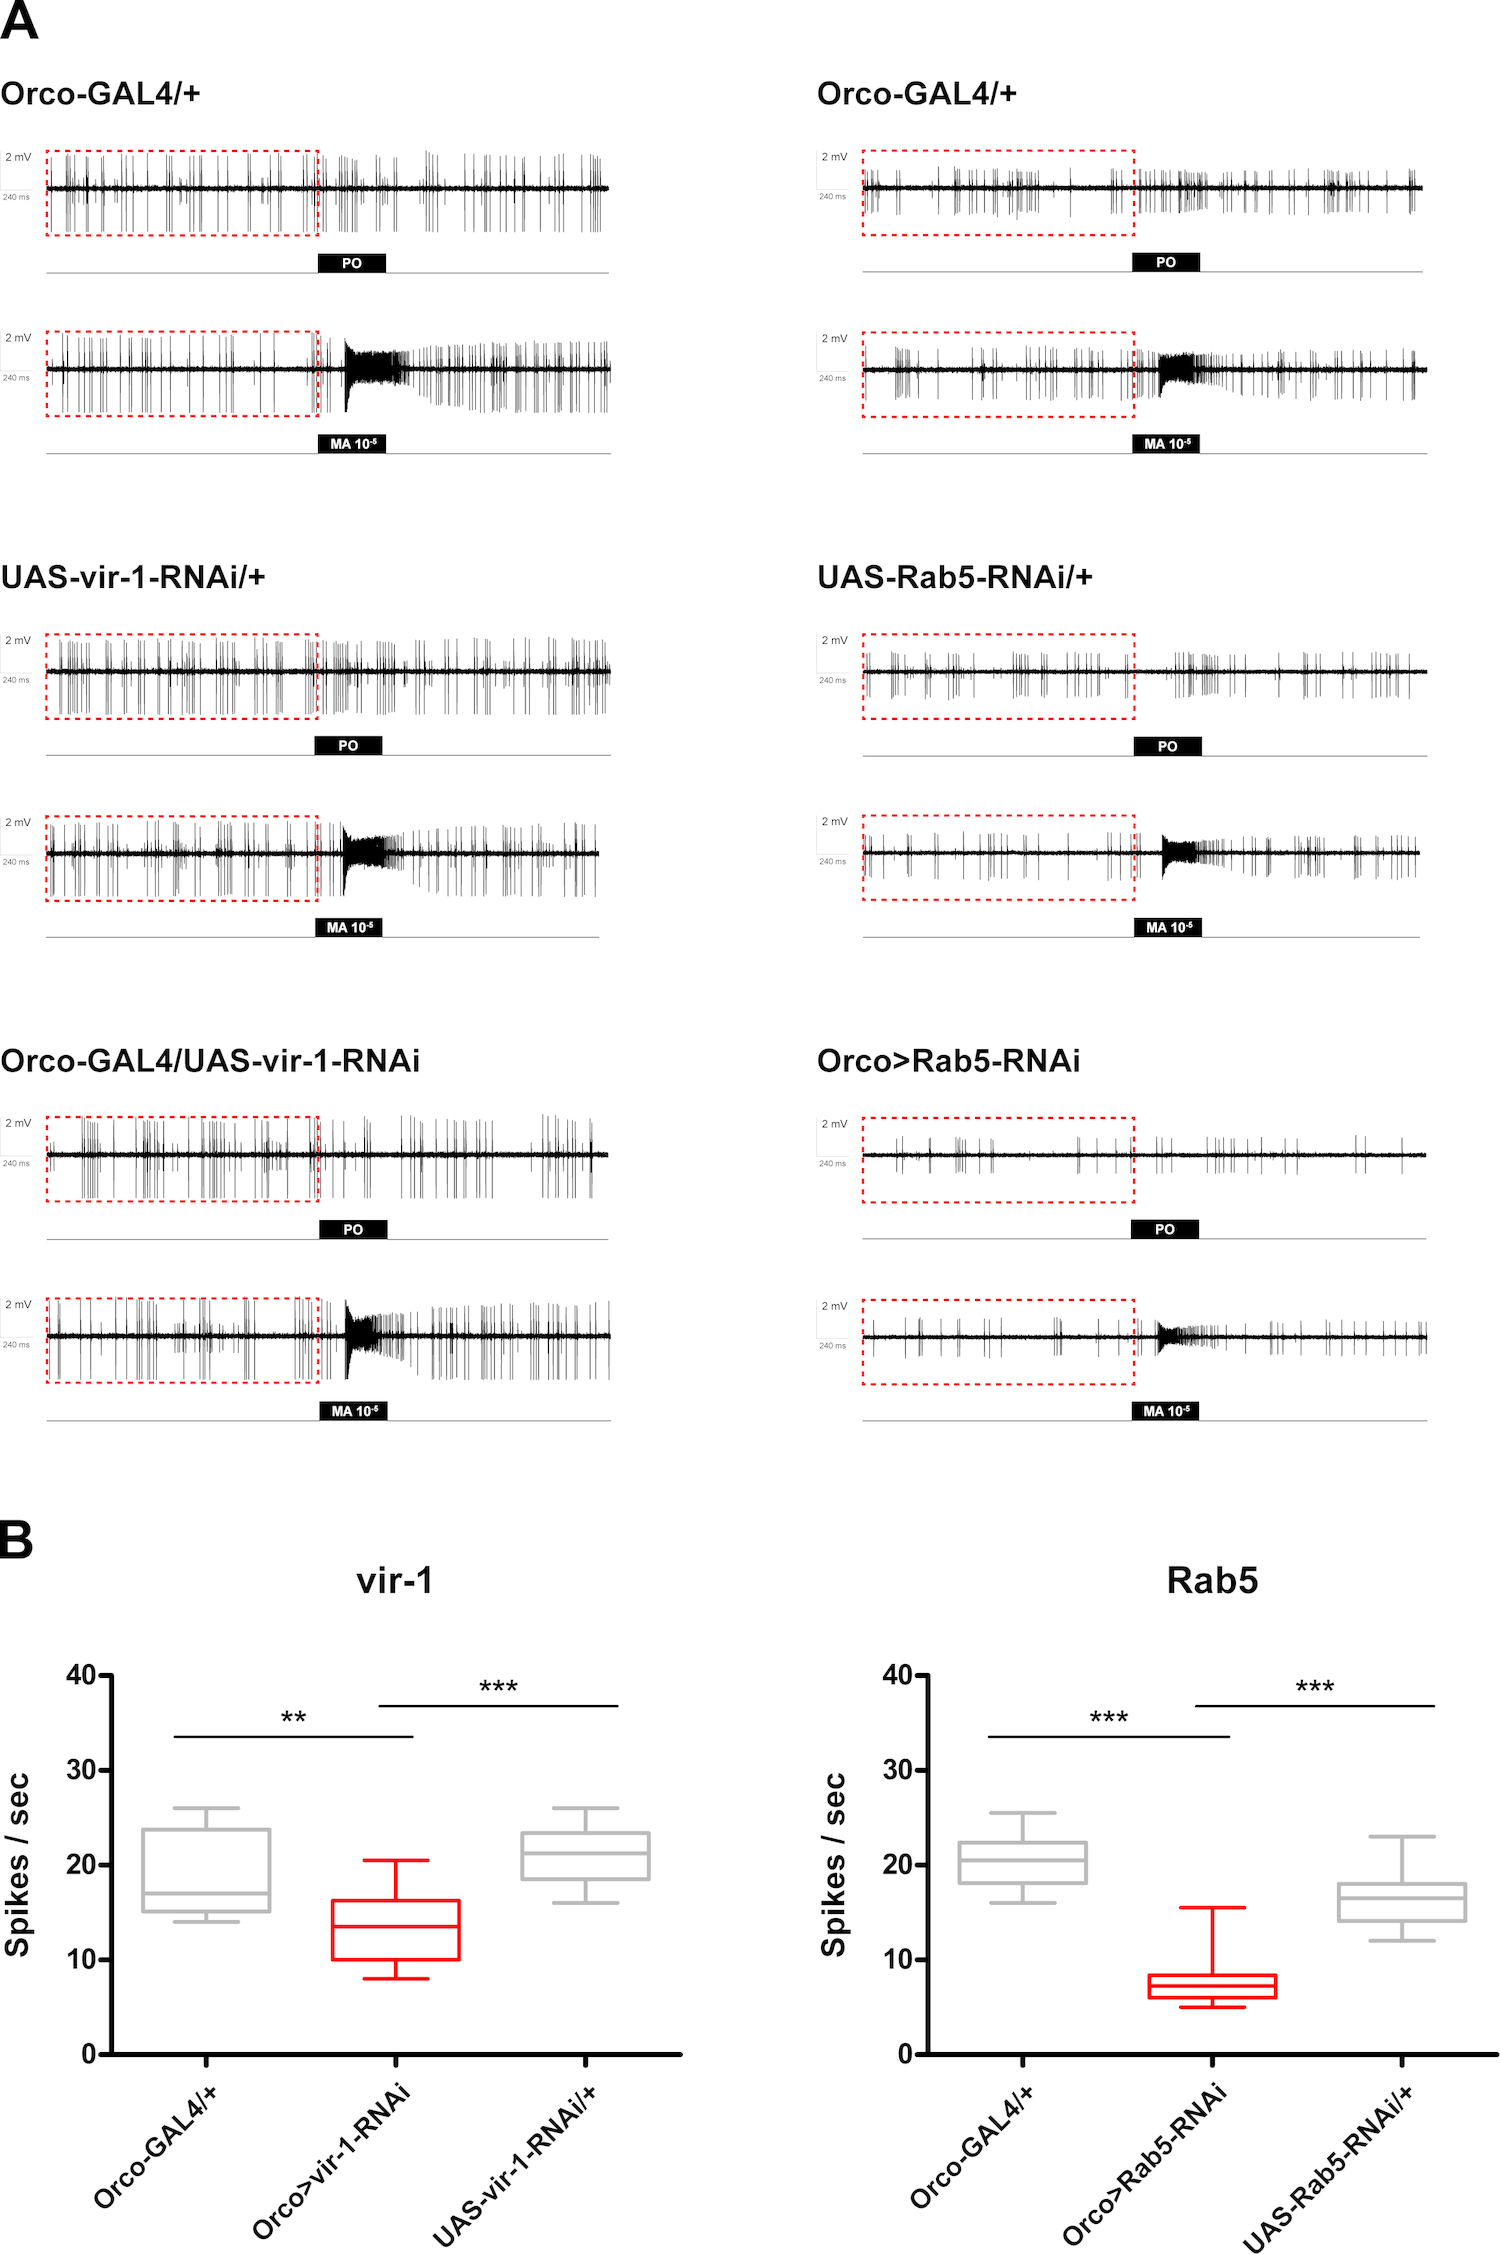 A
Orco-GAL4/+
2 mV
240 ms
PO
2 mV
240 ms
MA 10-5
Orco-GAL4/+
2 mV
240 ms
PO
2 mV
240 ms
MA 10-5
UAS-vir-1-RNAi/+
2 mV
240 ms
PO
2 mV
240 ms
MA 10-5
UAS-Rab5-RNAi/+
2 mV
240 ms
PO
2 mV
240 ms
MA 10-5
Orco-GAL4/UAS-vir-1-RNAi
2 mV
240 ms
PO
2 mV
240 ms
MA 10-5
Orco>Rab5-RNAi
2 mV
240 ms
PO
2 mV
240 ms
MA 10-5
B
vir-1
Spikes / sec
40
30
20
10
0
**
***
Orco-GAL4/+
Orco>vir-1-RNAi
UAS-vir-1-RNAi/+
Rab5
Spikes / sec
40
30
20
10
0
***
***
Orco-GAL4/+
Orco>Rab5-RNAi
UAS-Rab5-RNAi/+